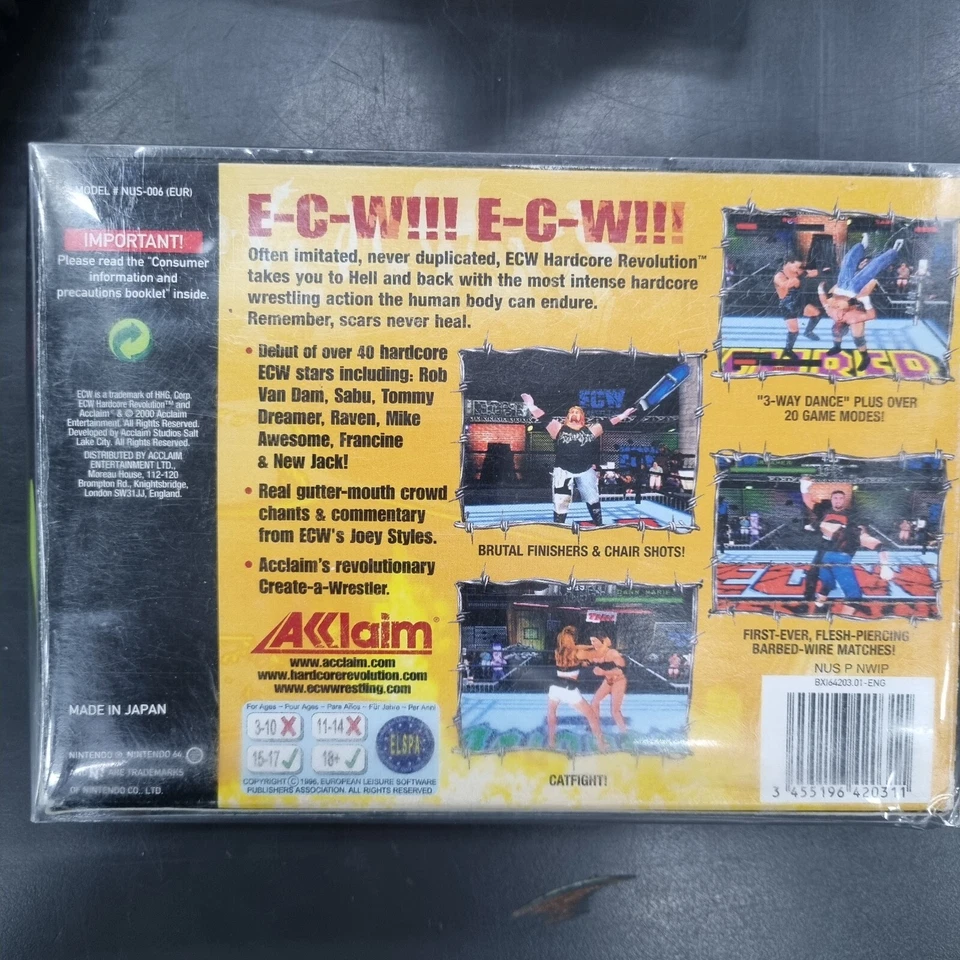 MODEL # NUS-006 (EUR)
IMPORTANT!
Please read the "Consumer
information and
precautions booklet" inside.
ECW is a trademark of HHG, Corp.
ECW Hardcore Revolution™ and
Acclaim® & © 2000 Acclaim
Entertainment. All Rights Reserved.
Developed by Acclaim Studios Salt
Lake City. All Rights Reserved.
DISTRIBUTED BY ACCLAIM
ENTERTAINMENT LTD.,
Moreau House, 112-120
Brompton Rd., Knightsbridge,
London SW31JJ, England.
MADE IN JAPAN
NINTENDO®, NINTENDO 64
AND ARE TRADEMARKS
OF NINTENDO CO., LTD.
E-C-W!!! E-C-W!!!
Often imitated, never duplicated, ECW Hardcore Revolution™
takes you to Hell and back with the most intense hardcore
wrestling action the human body can endure.
Remember, scars never heal.
• Debut of over 40 hardcore
ECW stars including: Rob
Van Dam, Sabu, Tommy
Dreamer, Raven, Mike
Awesome, Francine
& New Jack!
• Real gutter-mouth crowd
chants & commentary
from ECW's Joey Styles.
• Acclaim's revolutionary
Create-a-Wrestler.
Acclaim®
www.acclaim.com
www.hardcorerevolution.com
www.ecwwrestling.com
For Ages – Pour Ages – Para Años – Für Jahre – Per Anni
3-10 11-14
15-17 18+
ELSPA
COPYRIGHT © 1996, EUROPEAN LEISURE SOFTWARE
PUBLISHERS ASSOCIATION. ALL RIGHTS RESERVED
ECW
BRUTAL FINISHERS & CHAIR SHOTS!
CATFIGHT!
"3-WAY DANCE" PLUS OVER
20 GAME MODES!
ECW
FIRST-EVER, FLESH-PIERCING
BARBED-WIRE MATCHES!
NUS P NWIP
BXI64203.01-ENG
3 455196 420311